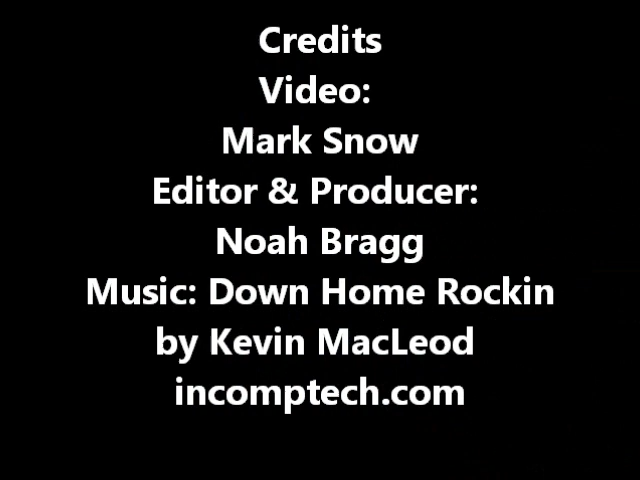 Credits
Video:
Mark Snow
Editor & Producer:
Noah Bragg
Music: Down Home Rockin
by Kevin MacLeod
incomptech.com